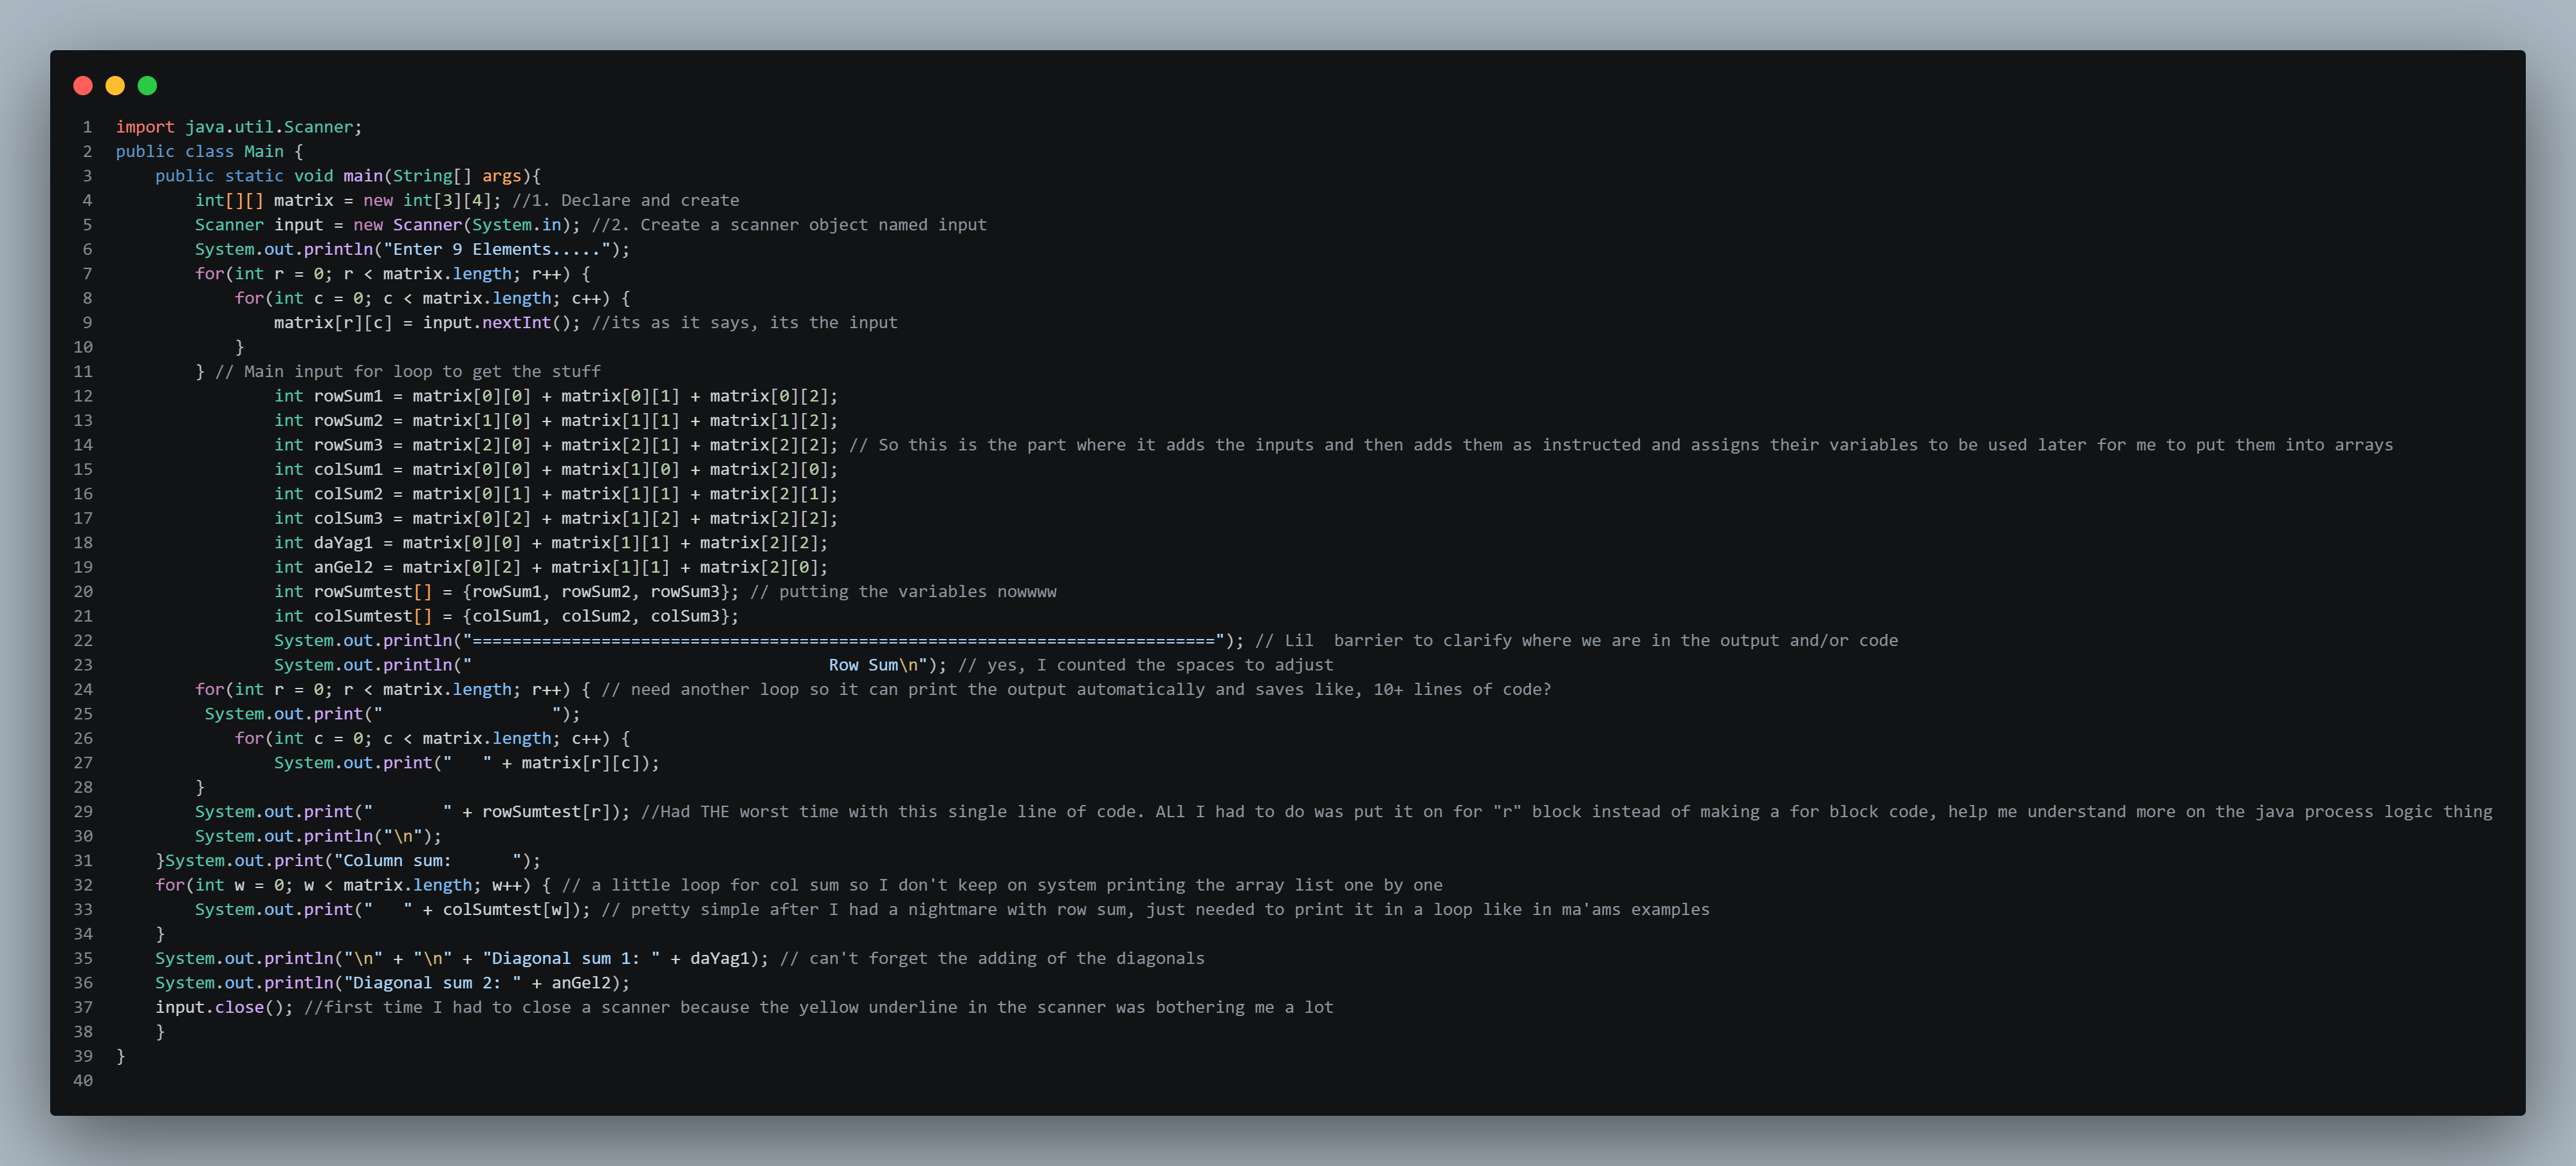 1 import java.util.Scanner;
2 public class Main {
3     public static void main(String[] args){
4         int[][] matrix = new int[3][4]; //1. Declare and create
5         Scanner input = new Scanner(System.in); //2. Create a scanner object named input
6         System.out.println("Enter 9 Elements.....");
7         for(int r = 0; r < matrix.length; r++) {
8             for(int c = 0; c < matrix.length; c++) {
9                 matrix[r][c] = input.nextInt(); //its as it says, its the input
10             }
11         } // Main input for loop to get the stuff
12                 int rowSum1 = matrix[0][0] + matrix[0][1] + matrix[0][2];
13                 int rowSum2 = matrix[1][0] + matrix[1][1] + matrix[1][2];
14                 int rowSum3 = matrix[2][0] + matrix[2][1] + matrix[2][2]; // So this is the part where it adds the inputs and then adds them as instructed and assigns their variables to be used later for me to put them into arrays
15                 int colSum1 = matrix[0][0] + matrix[1][0] + matrix[2][0];
16                 int colSum2 = matrix[0][1] + matrix[1][1] + matrix[2][1];
17                 int colSum3 = matrix[0][2] + matrix[1][2] + matrix[2][2];
18                 int daYag1 = matrix[0][0] + matrix[1][1] + matrix[2][2];
19                 int anGel2 = matrix[0][2] + matrix[1][1] + matrix[2][0];
20                 int rowSumtest[] = {rowSum1, rowSum2, rowSum3}; // putting the variables nowwww
21                 int colSumtest[] = {colSum1, colSum2, colSum3};
22                 System.out.println("==========================================================================="); // Lil  barrier to clarify where we are in the output and/or code
23                 System.out.println("                                    Row Sum\n"); // yes, I counted the spaces to adjust
24         for(int r = 0; r < matrix.length; r++) { // need another loop so it can print the output automatically and saves like, 10+ lines of code?
25          System.out.print("                 ");
26             for(int c = 0; c < matrix.length; c++) {
27                 System.out.print("   " + matrix[r][c]);
28         }
29         System.out.print("       " + rowSumtest[r]); //Had THE worst time with this single line of code. ALl I had to do was put it on for "r" block instead of making a for block code, help me understand more on the java process logic thing
30         System.out.println("\n");
31     }System.out.print("Column sum:      ");
32     for(int w = 0; w < matrix.length; w++) { // a little loop for col sum so I don't keep on system printing the array list one by one
33         System.out.print("   " + colSumtest[w]); // pretty simple after I had a nightmare with row sum, just needed to print it in a loop like in ma'ams examples
34     }
35     System.out.println("\n" + "\n" + "Diagonal sum 1: " + daYag1); // can't forget the adding of the diagonals
36     System.out.println("Diagonal sum 2: " + anGel2);
37     input.close(); //first time I had to close a scanner because the yellow underline in the scanner was bothering me a lot
38     }
39 }
40